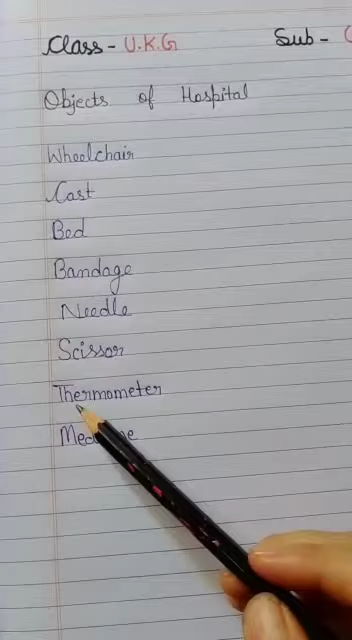 Class - U.K.G Sub -
Objects of Hospital
Wheelchair
Cast
Bed
Bandage
Needle
Scissor
Thermometer